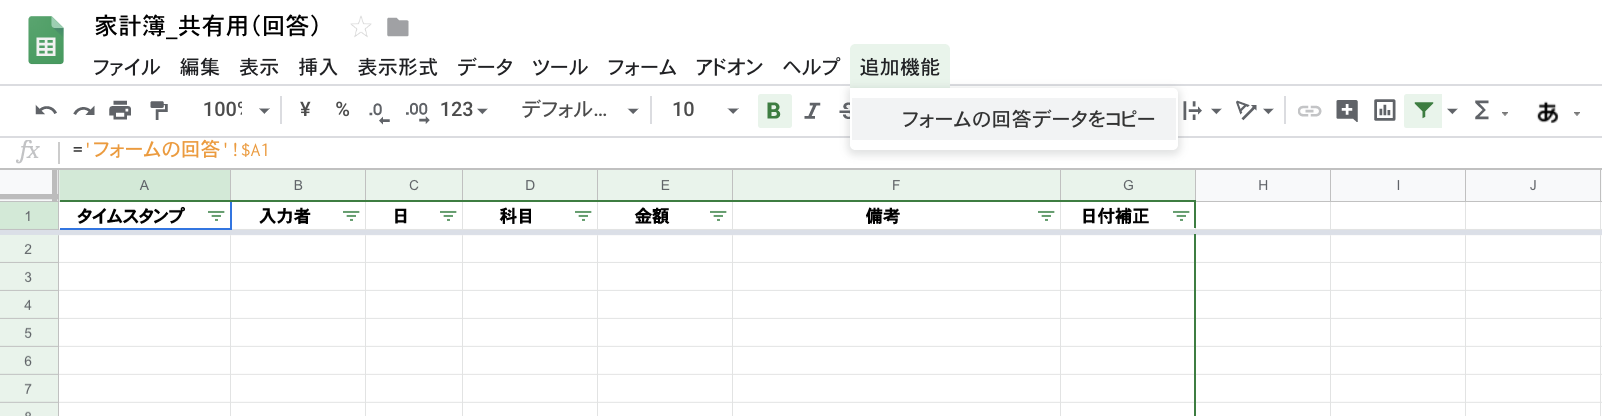 家計簿_共有用（回答）
ファイル 編集 表示 挿入 表示形式 データ ツール フォーム アドオン ヘルプ 追加機能
100% ¥ % .0 .00 123 デフォル... 10 B I S Σ あ
フォームの回答データをコピー
fx ='フォームの回答'!$A1
A B C D E F G H I J
1 タイムスタンプ 入力者 日 科目 金額 備考 日付補正
2
3
4
5
6
7
8